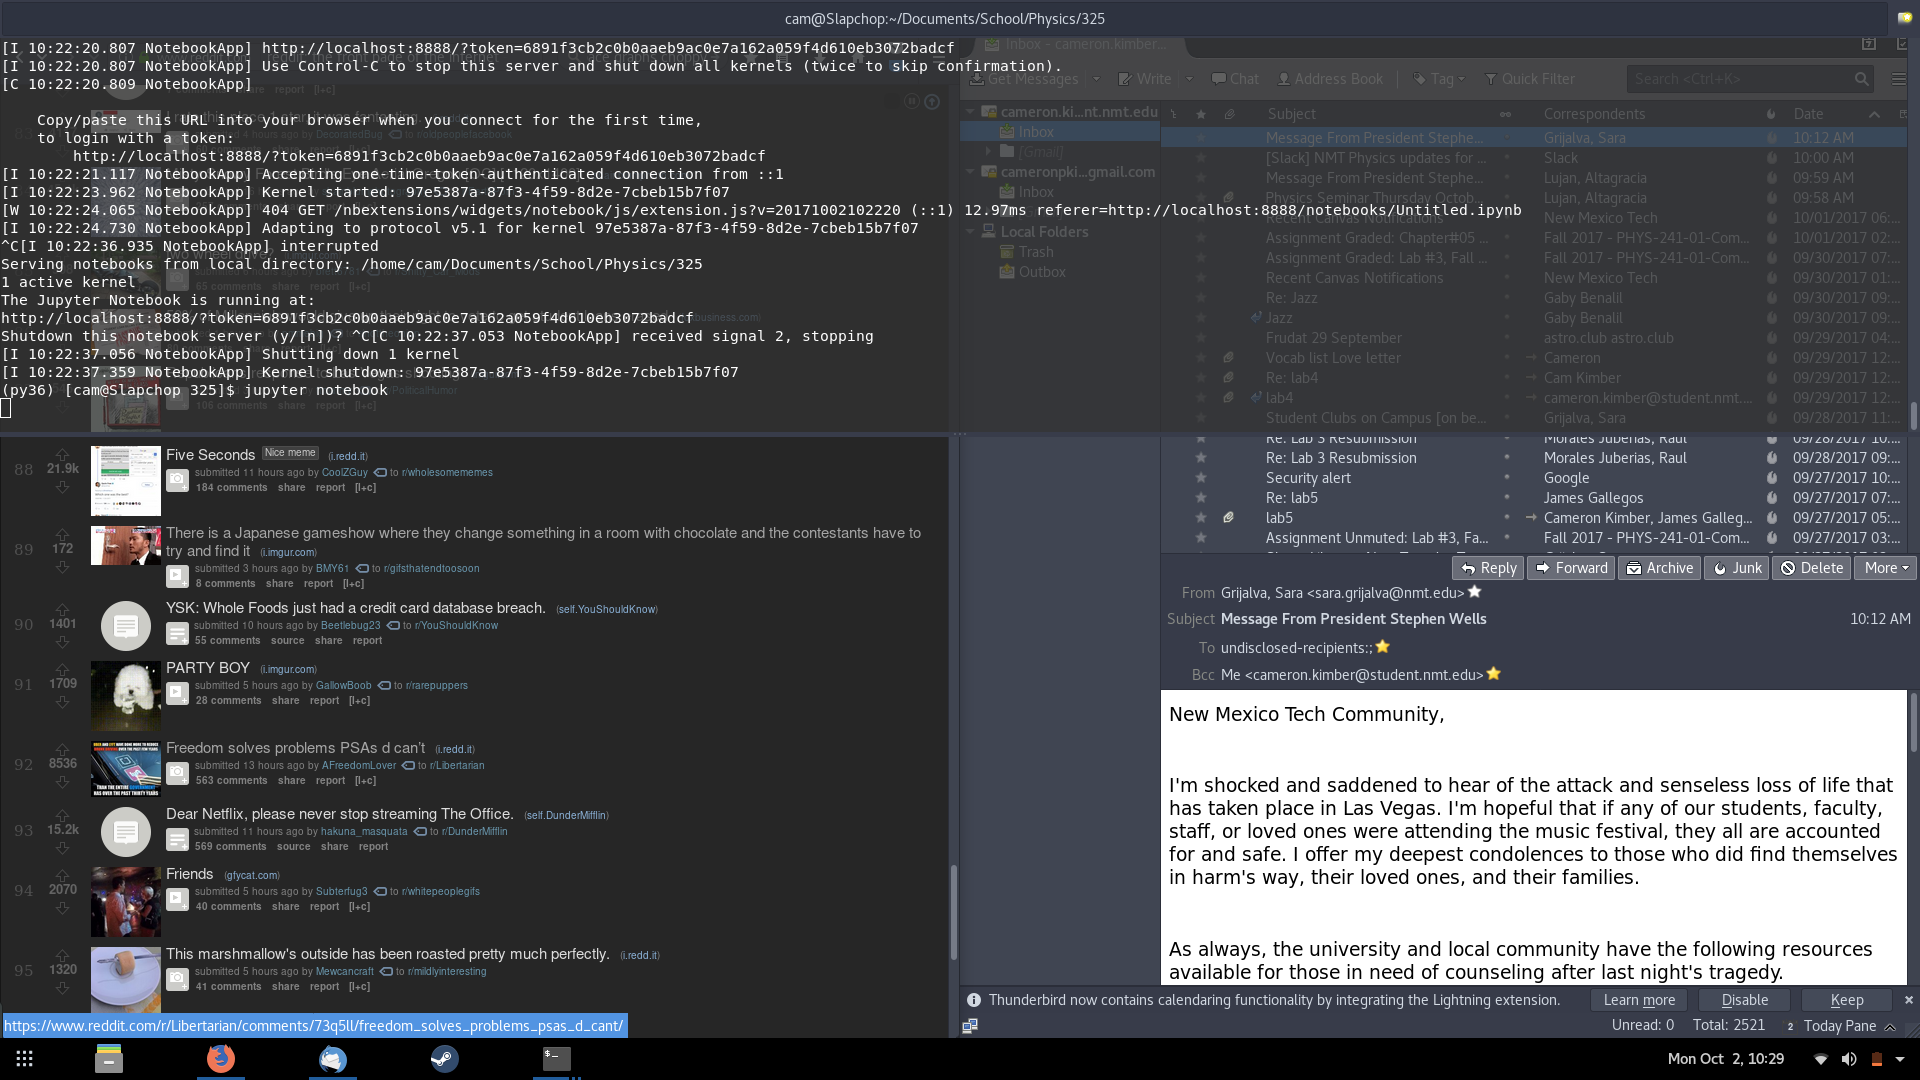 cam@Slapchop:~/Documents/School/Physics/325
[I 10:22:20.807 NotebookApp] http://localhost:8888/?token=6891f3cb2c0b0aaeb9ac0e7a162a059f4d610eb3072badcf
[I 10:22:20.807 NotebookApp] Use Control-C to stop this server and shut down all kernels (twice to skip confirmation).
[C 10:22:20.809 NotebookApp]
Copy/paste this URL into your browser when you connect for the first time,
to login with a token:
http://localhost:8888/?token=6891f3cb2c0b0aaeb9ac0e7a162a059f4d610eb3072badcf
[I 10:22:21.117 NotebookApp] Accepting one-time-token-authenticated connection from ::1
[I 10:22:23.962 NotebookApp] Kernel started: 97e5387a-87f3-4f59-8d2e-7cbeb15b7f07
[W 10:22:24.065 NotebookApp] 404 GET /nbextensions/widgets/notebook/js/extension.js?v=20171002102220 (::1) 12.97ms referer=http://localhost:8888/notebooks/Untitled.ipynb
[I 10:22:24.730 NotebookApp] Adapting to protocol v5.1 for kernel 97e5387a-87f3-4f59-8d2e-7cbeb15b7f07
^C[I 10:22:36.935 NotebookApp] interrupted
Serving notebooks from local directory: /home/cam/Documents/School/Physics/325
1 active kernel
The Jupyter Notebook is running at:
http://localhost:8888/?token=6891f3cb2c0b0aaeb9ac0e7a162a059f4d610eb3072badcf
Shutdown this notebook server (y/[n])? ^C[C 10:22:37.053 NotebookApp] received signal 2, stopping
[I 10:22:37.056 NotebookApp] Shutting down 1 kernel
[I 10:22:37.359 NotebookApp] Kernel shutdown: 97e5387a-87f3-4f59-8d2e-7cbeb15b7f07
(py36) [cam@Slapchop 325]$ jupyter notebook
Inbox - cameron.kimber...
Get Messages Write Chat Address Book Tag Quick Filter Search <Ctrl+K>
cameron.ki...nt.nmt.edu
Inbox
[Gmail]
cameronpki...gmail.com
Inbox
Local Folders
Trash
Outbox
Subject Correspondents Date
Message From President Stephe... Grijalva, Sara 10:12 AM
[Slack] NMT Physics updates for ... Slack 10:00 AM
Message From President Stephe... Lujan, Altagracia 09:59 AM
Physics Seminar Thursday Octob... Lujan, Altagracia 09:58 AM
Recent Canvas Notifications New Mexico Tech 10/01/2017 06:...
Assignment Graded: Chapter#05 ... Fall 2017 - PHYS-241-01-Com... 10/01/2017 02:...
Assignment Graded: Lab #3, Fall ... Fall 2017 - PHYS-241-01-Com... 09/30/2017 07:...
Recent Canvas Notifications New Mexico Tech 09/30/2017 01:...
Re: Jazz Gaby Benalil 09/30/2017 09:...
Jazz Gaby Benalil 09/30/2017 09:...
Frudat 29 September astro.club astro.club 09/29/2017 04:...
Vocab list Love letter Cameron 09/29/2017 12:...
Re: lab4 Cam Kimber 09/29/2017 12:...
lab4 cameron.kimber@student.nmt.... 09/29/2017 12:...
Student Clubs on Campus [on be... Grijalva, Sara 09/28/2017 11:...
Re: Lab 3 Resubmission Morales Juberias, Raul 09/28/2017 10:...
Re: Lab 3 Resubmission Morales Juberias, Raul 09/28/2017 09:...
Security alert Google 09/27/2017 10:...
Re: lab5 James Gallegos 09/27/2017 07:...
lab5 Cameron Kimber, James Galleg... 09/27/2017 05:...
Assignment Unmuted: Lab #3, Fa... Fall 2017 - PHYS-241-01-Com... 09/27/2017 03:...
88 21.9k Five Seconds Nice meme (i.redd.it)
submitted 11 hours ago by CoolZGuy to r/wholesomememes
184 comments share report [l+c]
89 172 There is a Japanese gameshow where they change something in a room with chocolate and the contestants have to
try and find it (i.imgur.com)
submitted 3 hours ago by BMY61 to r/gifsthatendtoosoon
8 comments share report [l+c]
90 1401 YSK: Whole Foods just had a credit card database breach. (self.YouShouldKnow)
submitted 10 hours ago by Beetlebug23 to r/YouShouldKnow
55 comments source share report
91 1709 PARTY BOY (i.imgur.com)
submitted 5 hours ago by GallowBoob to r/rarepuppers
28 comments share report [l+c]
92 8536 Freedom solves problems PSAs d can't (i.redd.it)
submitted 13 hours ago by AFreedomLover to r/Libertarian
563 comments share report [l+c]
93 15.2k Dear Netflix, please never stop streaming The Office. (self.DunderMifflin)
submitted 11 hours ago by hakuna_masquata to r/DunderMifflin
569 comments source share report
94 2070 Friends (gfycat.com)
submitted 5 hours ago by Subterfug3 to r/whitepeoplegifs
40 comments share report [l+c]
95 1320 This marshmallow's outside has been roasted pretty much perfectly. (i.redd.it)
submitted 5 hours ago by Mewcancraft to r/mildlyinteresting
41 comments share report [l+c]
https://www.reddit.com/r/Libertarian/comments/73q5ll/freedom_solves_problems_psas_d_cant/
Reply Forward Archive Junk Delete More
From Grijalva, Sara <sara.grijalva@nmt.edu>
Subject Message From President Stephen Wells 10:12 AM
To undisclosed-recipients:;
Bcc Me <cameron.kimber@student.nmt.edu>
New Mexico Tech Community,
I'm shocked and saddened to hear of the attack and senseless loss of life that
has taken place in Las Vegas. I'm hopeful that if any of our students, faculty,
staff, or loved ones were attending the music festival, they all are accounted
for and safe. I offer my deepest condolences to those who did find themselves
in harm's way, their loved ones, and their families.
As always, the university and local community have the following resources
available for those in need of counseling after last night's tragedy.
Thunderbird now contains calendaring functionality by integrating the Lightning extension. Learn more Disable Keep
Unread: 0 Total: 2521 Today Pane
Mon Oct 2, 10:29